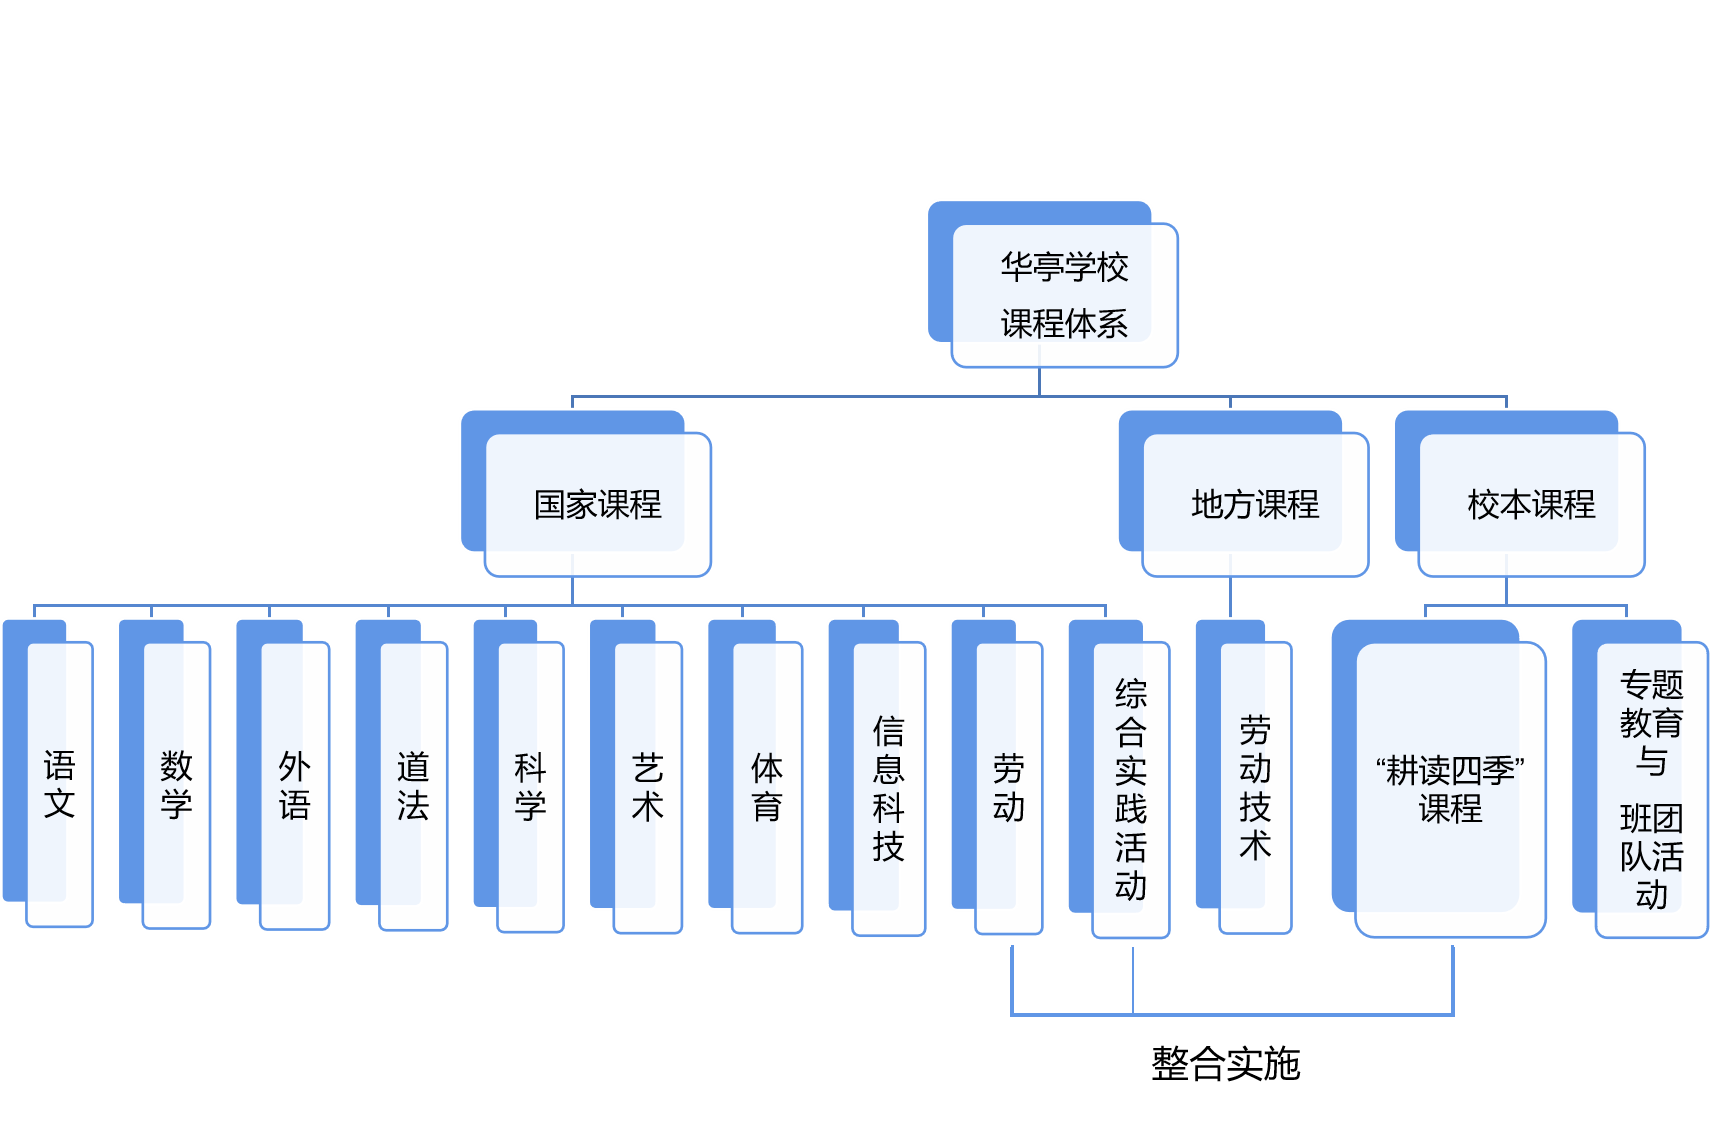 华亭学校
课程体系
国家课程
地方课程
校本课程
语文
数学
外语
道法
科学
艺术
体育
信息科技
劳动
综合实践活动
劳动技术
“耕读四季”
课程
专题
教育
与
班团
队活
动
整合实施